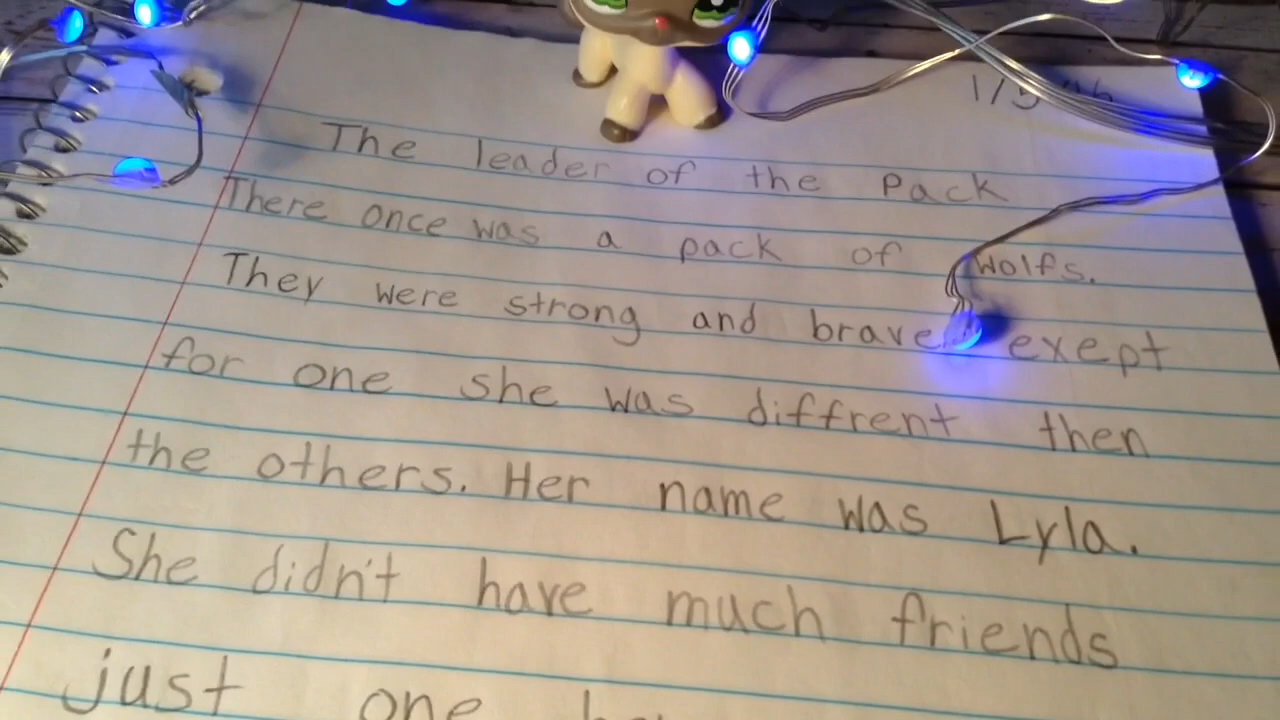 The leader of the Pack
There once was a pack of wolfs.
They were strong and brave exept
for one she was diffrent then
the others. Her name was Lyla.
She didn't have much friends
just one